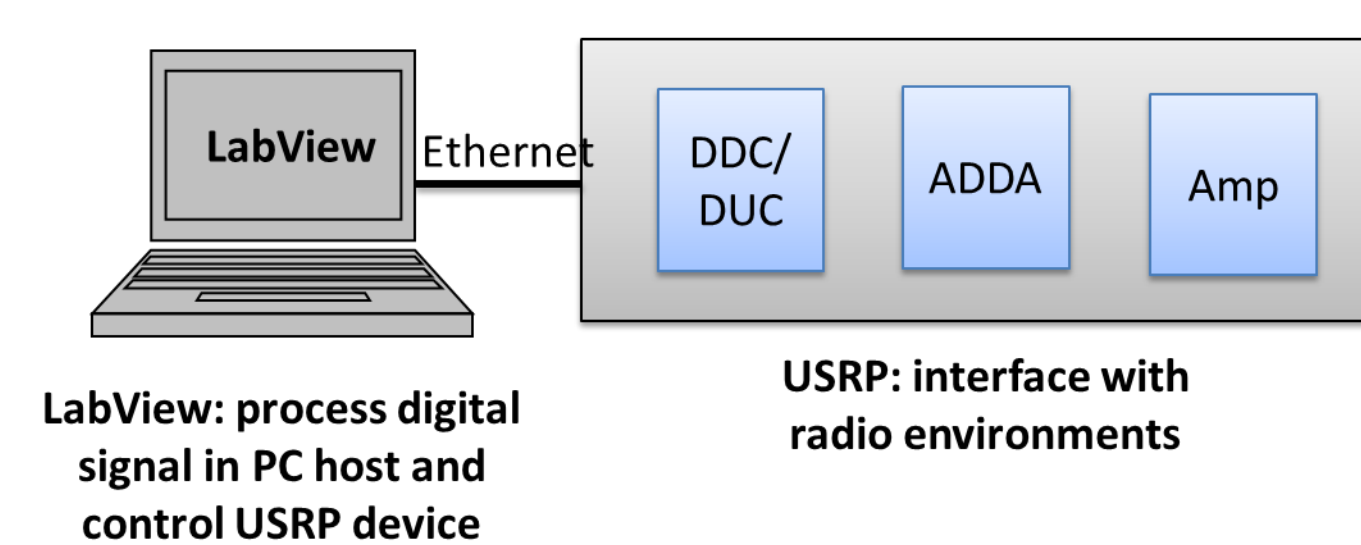 LabView
Ethernet
DDC/
DUC
ADDA
Amp
LabView: process digital
signal in PC host and
control USRP device
USRP: interface with
radio environments